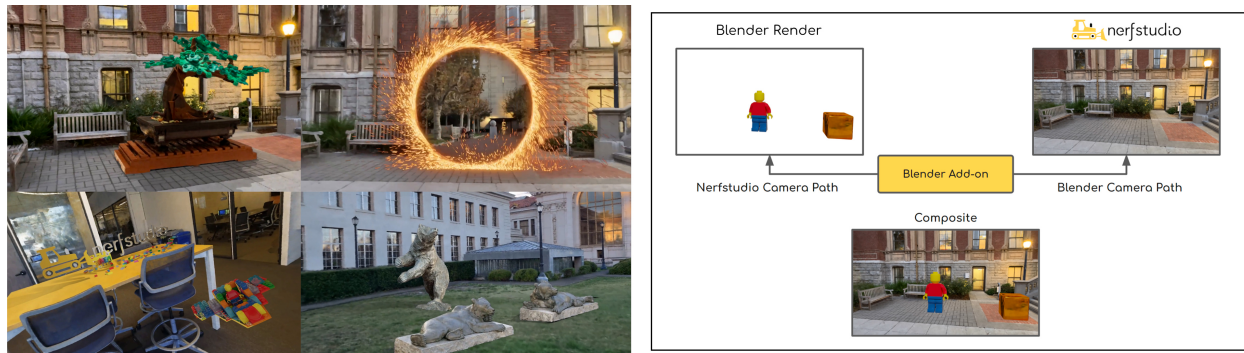 nerfstudio
Blender Render
nerfstudio
Blender Add-on
Nerfstudio Camera Path
Blender Camera Path
Composite